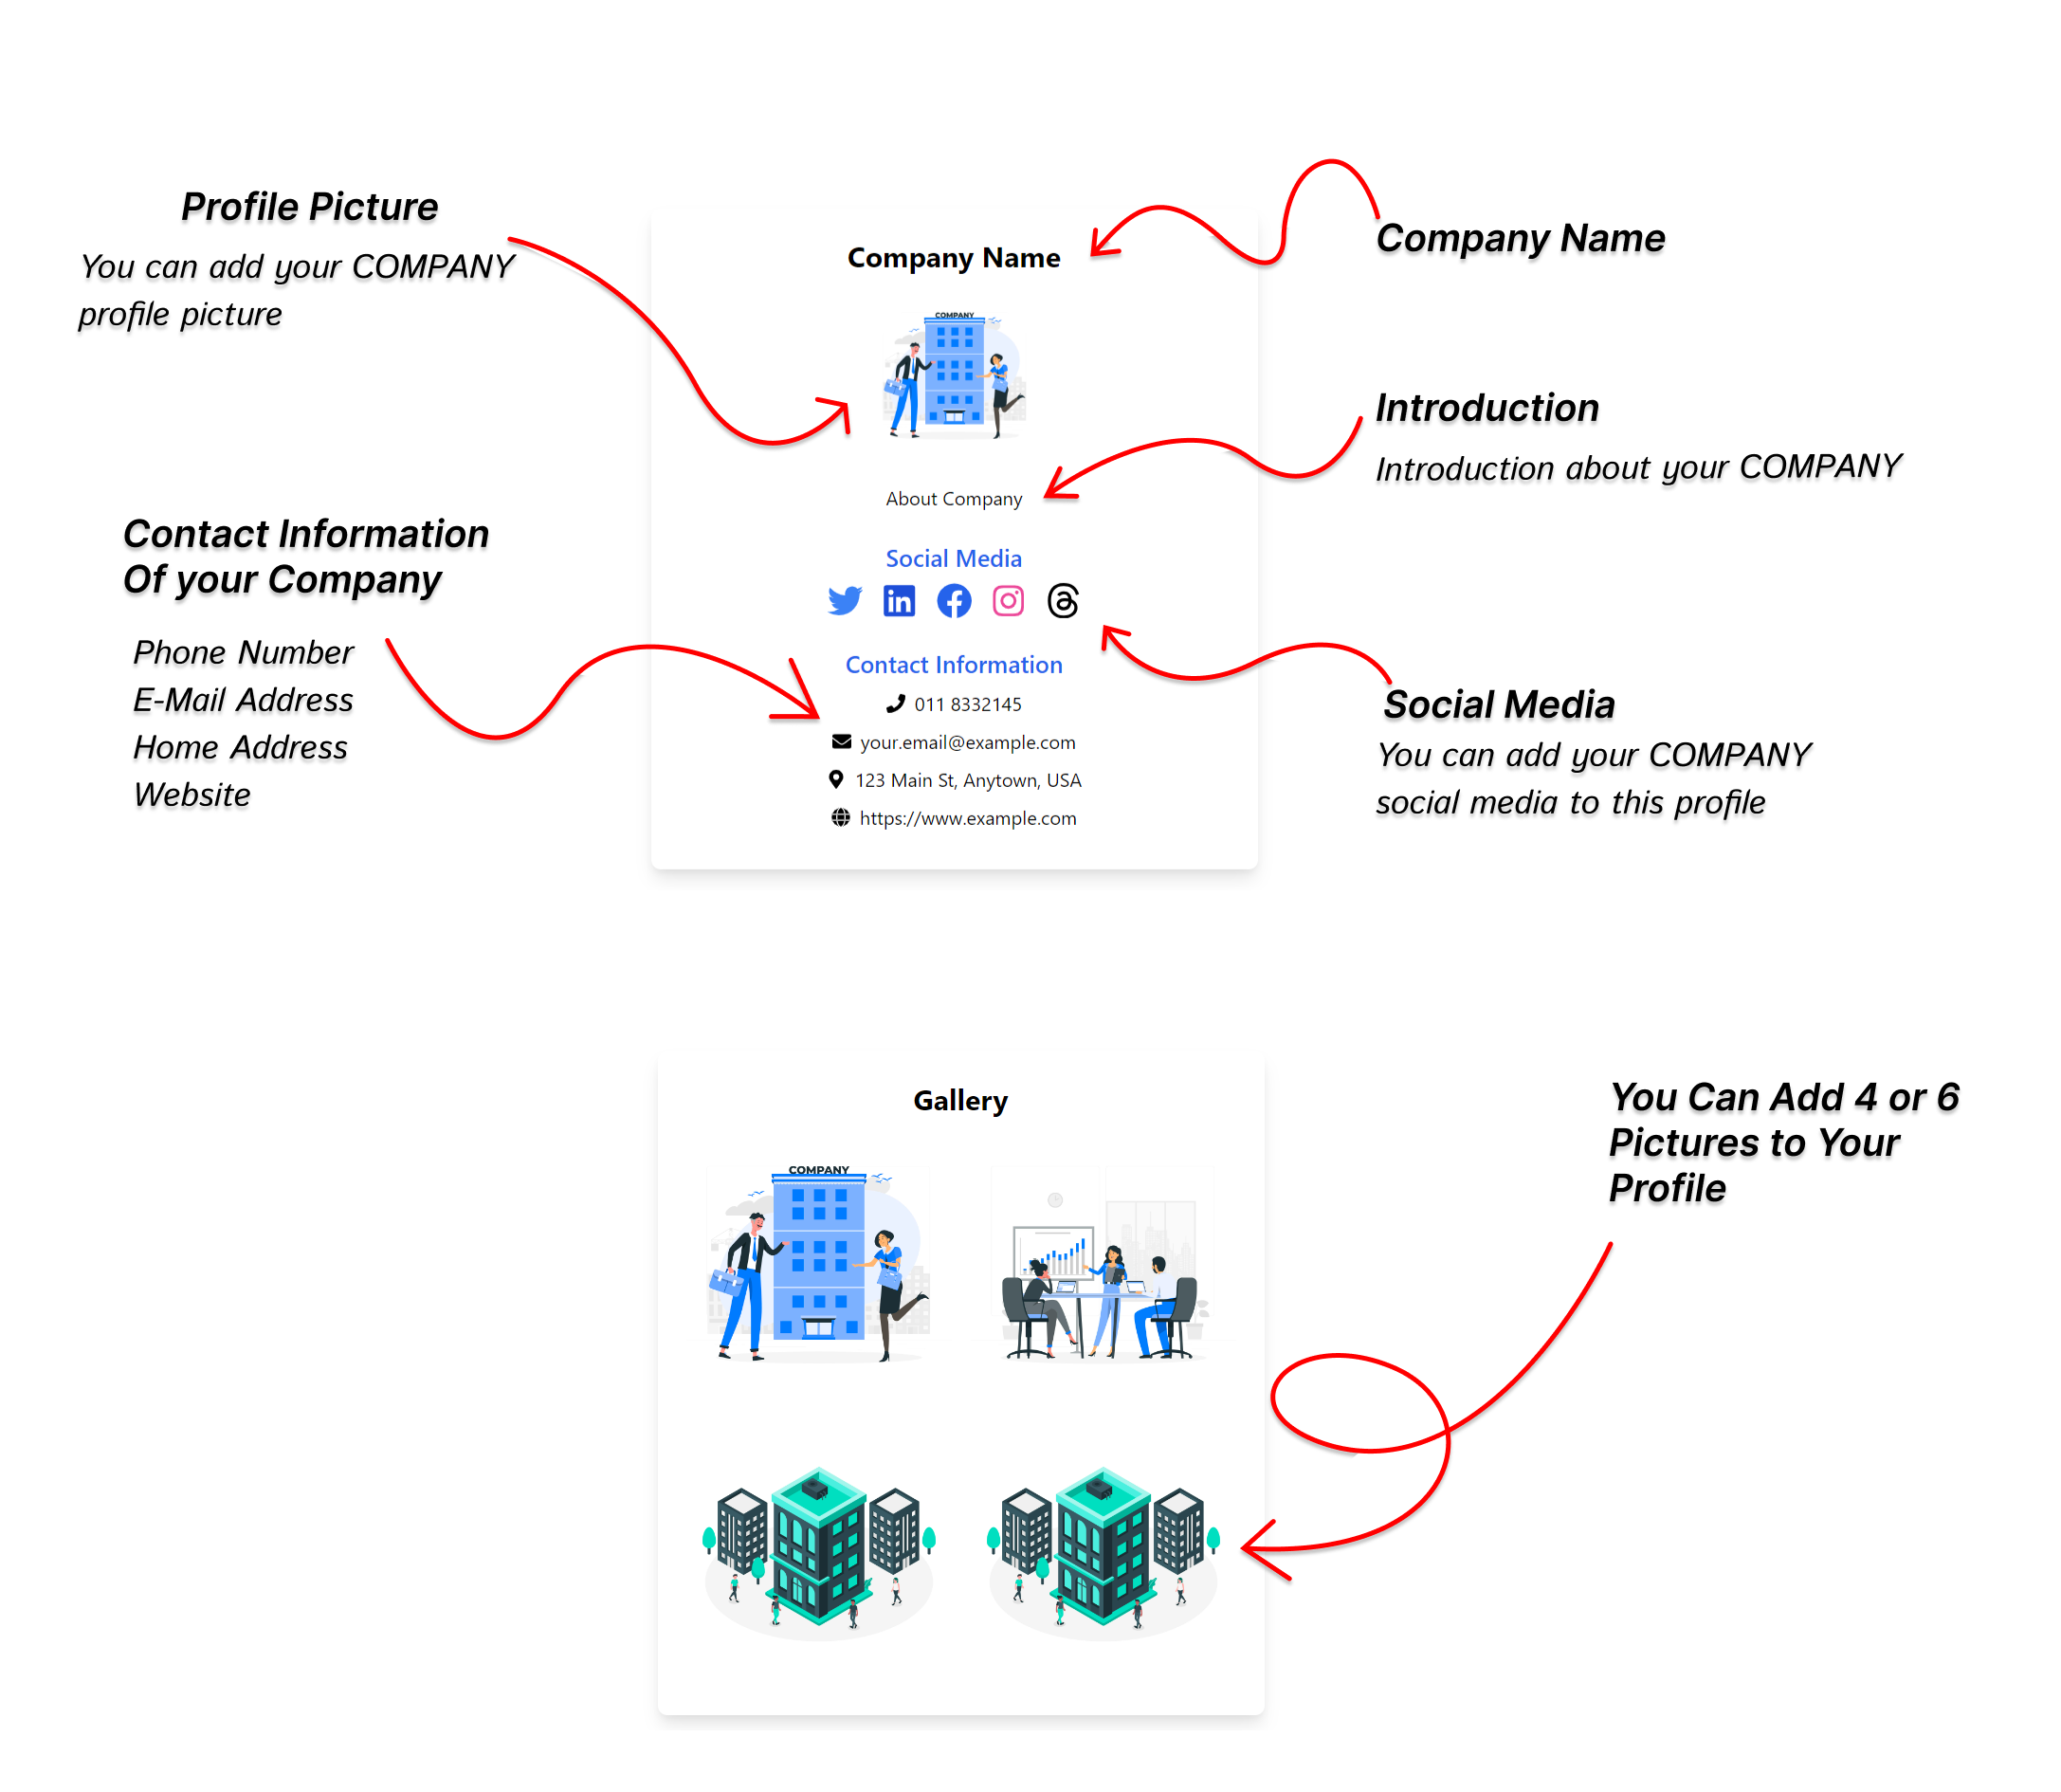 Profile Picture
You can add your COMPANY
profile picture
Company Name
Company Name
COMPANY
Introduction
Introduction about your COMPANY
About Company
Contact Information
Of your Company
Phone Number
E-Mail Address
Home Address
Website
Social Media
Contact Information
011 8332145
your.email@example.com
123 Main St, Anytown, USA
https://www.example.com
Social Media
You can add your COMPANY
social media to this profile
Gallery
COMPANY
You Can Add 4 or 6
Pictures to Your
Profile